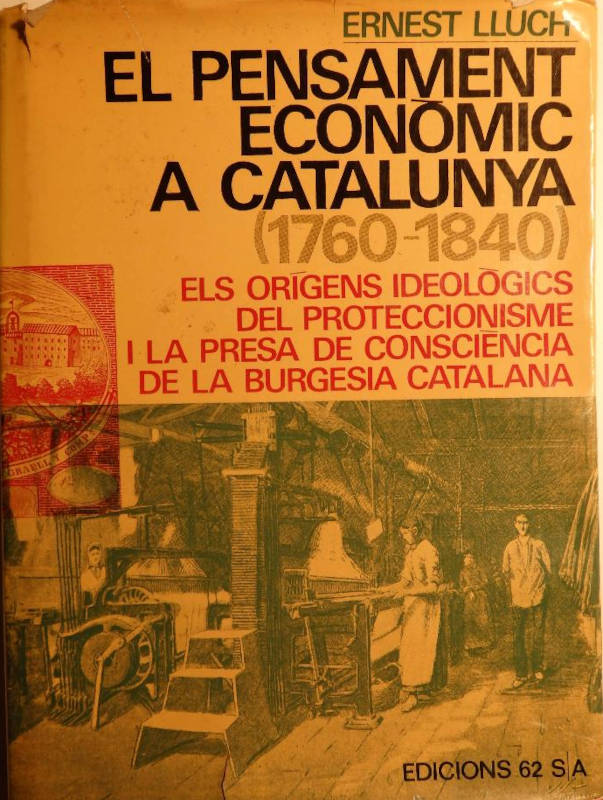 ERNEST LLUCH
EL PENSAMENT
ECONÒMIC
A CATALUNYA
(1760-1840)
ELS ORÍGENS IDEOLÒGICS
DEL PROTECCIONISME
I LA PRESA DE CONSCIÈNCIA
DE LA BURGESIA CATALANA
EDICIONS 62 S|A